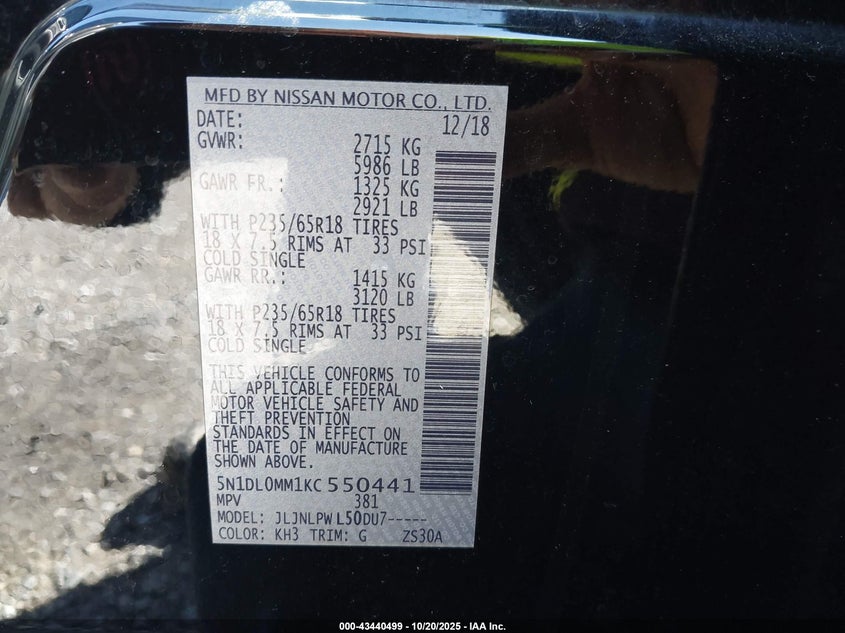 MFD BY NISSAN MOTOR CO., LTD.
DATE: 12/18
GVWR: 2715 KG
5986 LB
GAWR FR.: 1325 KG
2921 LB
WITH P235/65R18 TIRES
18 X 7.5 RIMS AT 33 PSI
COLD SINGLE
GAWR RR.: 1415 KG
3120 LB
WITH P235/65R18 TIRES
18 X 7.5 RIMS AT 33 PSI
COLD SINGLE
THIS VEHICLE CONFORMS TO
ALL APPLICABLE FEDERAL
MOTOR VEHICLE SAFETY AND
THEFT PREVENTION
STANDARDS IN EFFECT ON
THE DATE OF MANUFACTURE
SHOWN ABOVE.
5N1DL0MM1KC 550441
MPV 381
MODEL: JLJNLPW L50DU7-----
COLOR: KH3 TRIM: G ZS30A
000-43440499 - 10/20/2025 - IAA Inc.